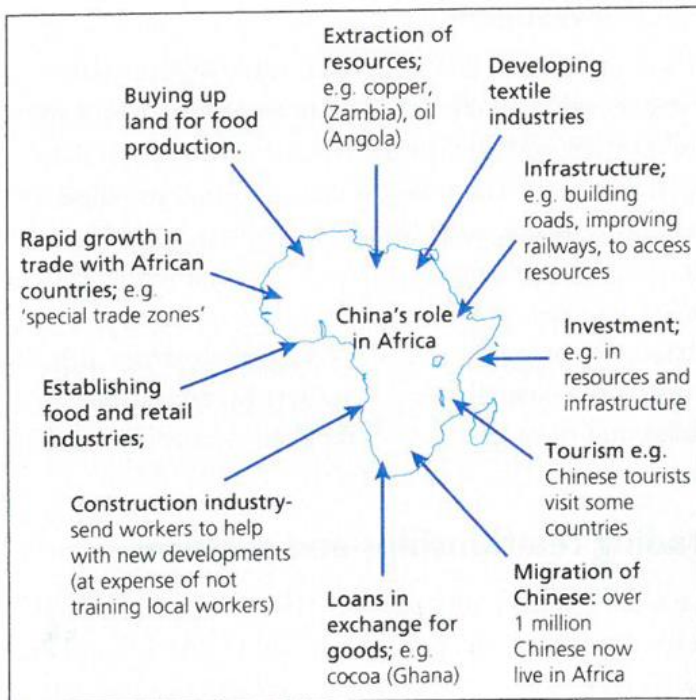 Extraction of
resources;
e.g. copper,
(Zambia), oil
(Angola)
Developing
textile
industries
Infrastructure;
e.g. building
roads, improving
railways, to access
resources
Investment;
e.g. in
resources and
infrastructure
Tourism e.g.
Chinese tourists
visit some
countries
Migration of
Chinese: over
1 million
Chinese now
live in Africa
Loans in
exchange for
goods; e.g.
cocoa (Ghana)
Construction industry-
send workers to help
with new developments
(at expense of not
training local workers)
Establishing
food and retail
industries;
Rapid growth in
trade with African
countries; e.g.
'special trade zones'
Buying up
land for food
production.
China's role
in Africa